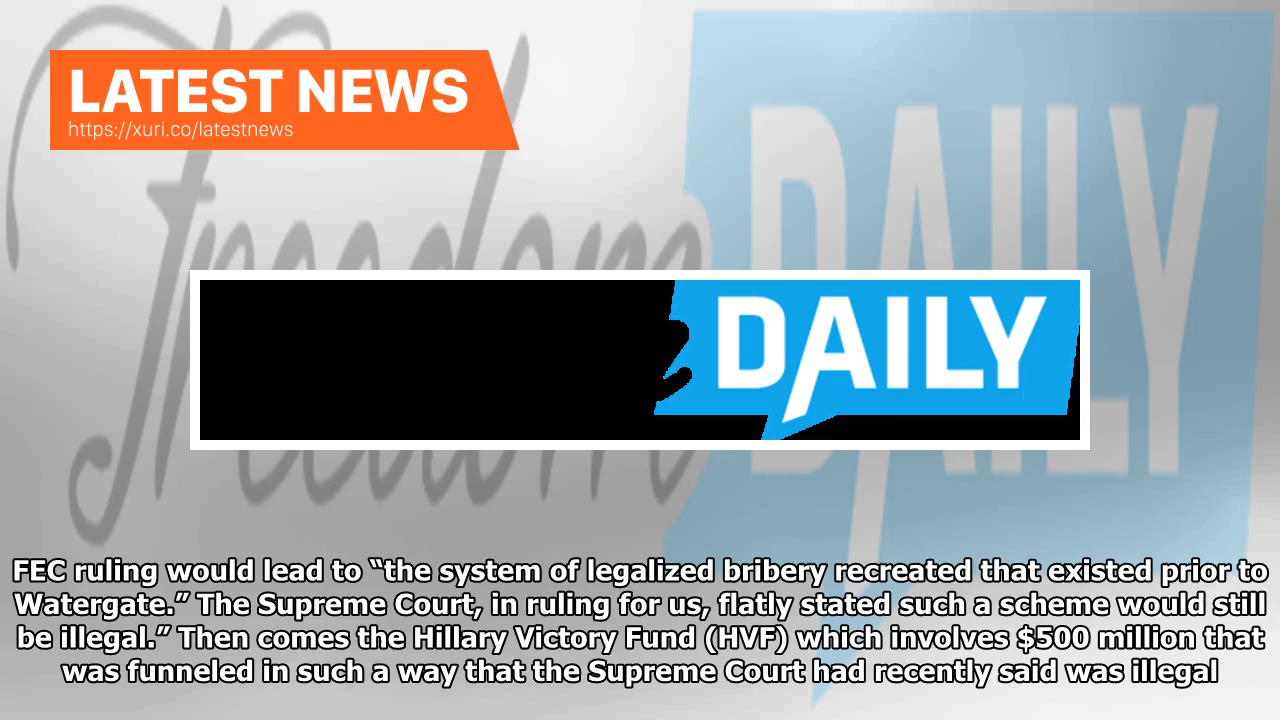 LATEST NEWS
https://xuri.co/latestnews
Freedom DAILY
DAILY
FEC ruling would lead to “the system of legalized bribery recreated that existed prior to
Watergate.” The Supreme Court, in ruling for us, flatly stated such a scheme would still
be illegal.” Then comes the Hillary Victory Fund (HVF) which involves $500 million that
was funneled in such a way that the Supreme Court had recently said was illegal